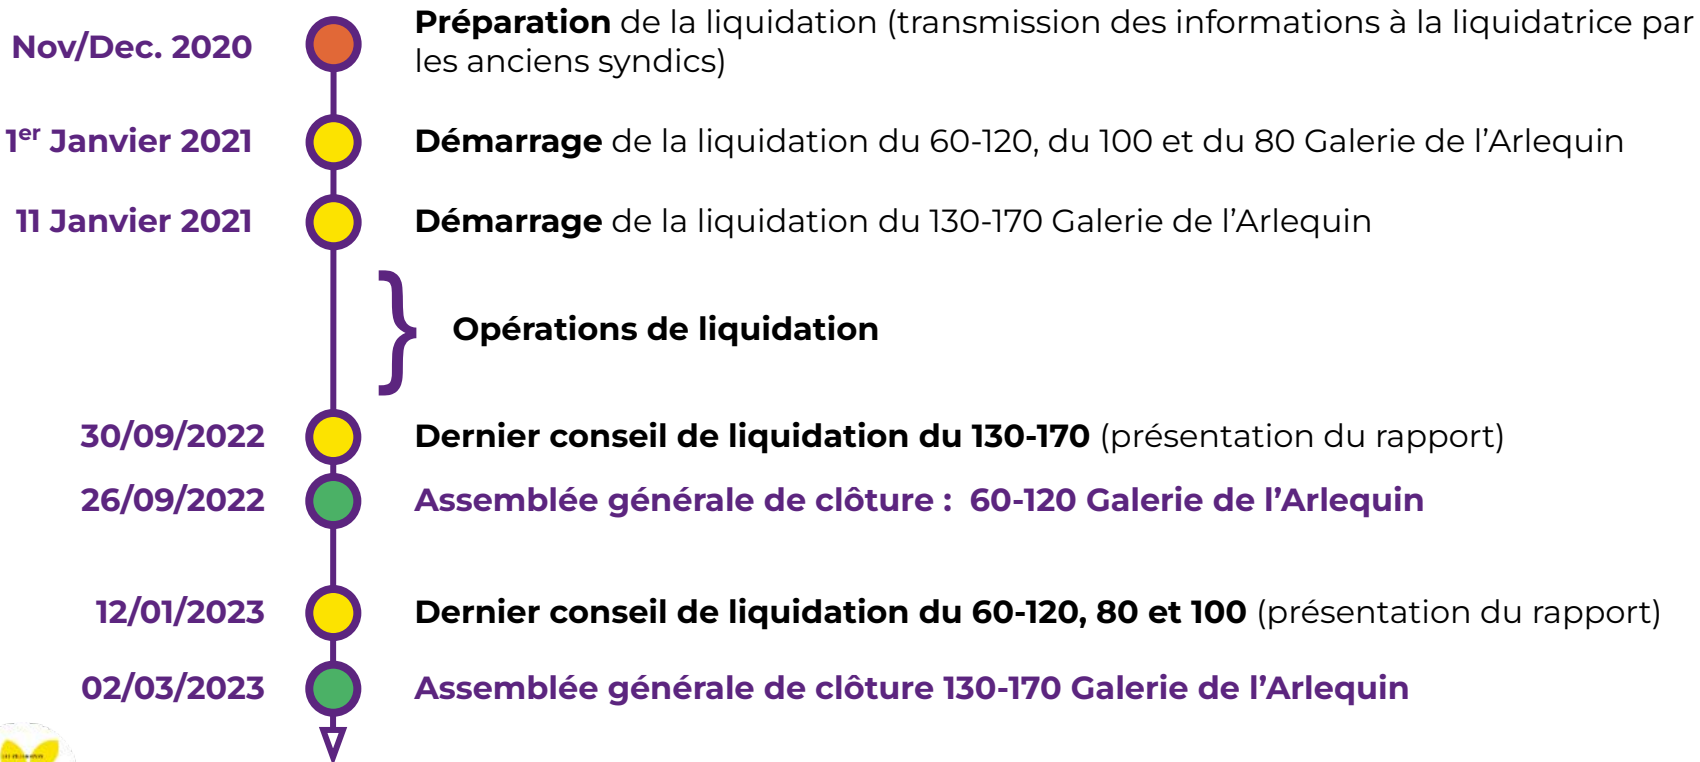 Nov/Dec. 2020
Préparation de la liquidation (transmission des informations à la liquidatrice par
les anciens syndics)
1er Janvier 2021
Démarrage de la liquidation du 60-120, du 100 et du 80 Galerie de l’Arlequin
11 Janvier 2021
Démarrage de la liquidation du 130-170 Galerie de l’Arlequin
} Opérations de liquidation
30/09/2022
Dernier conseil de liquidation du 130-170 (présentation du rapport)
26/09/2022
Assemblée générale de clôture : 60-120 Galerie de l’Arlequin
12/01/2023
Dernier conseil de liquidation du 60-120, 80 et 100 (présentation du rapport)
02/03/2023
Assemblée générale de clôture 130-170 Galerie de l’Arlequin